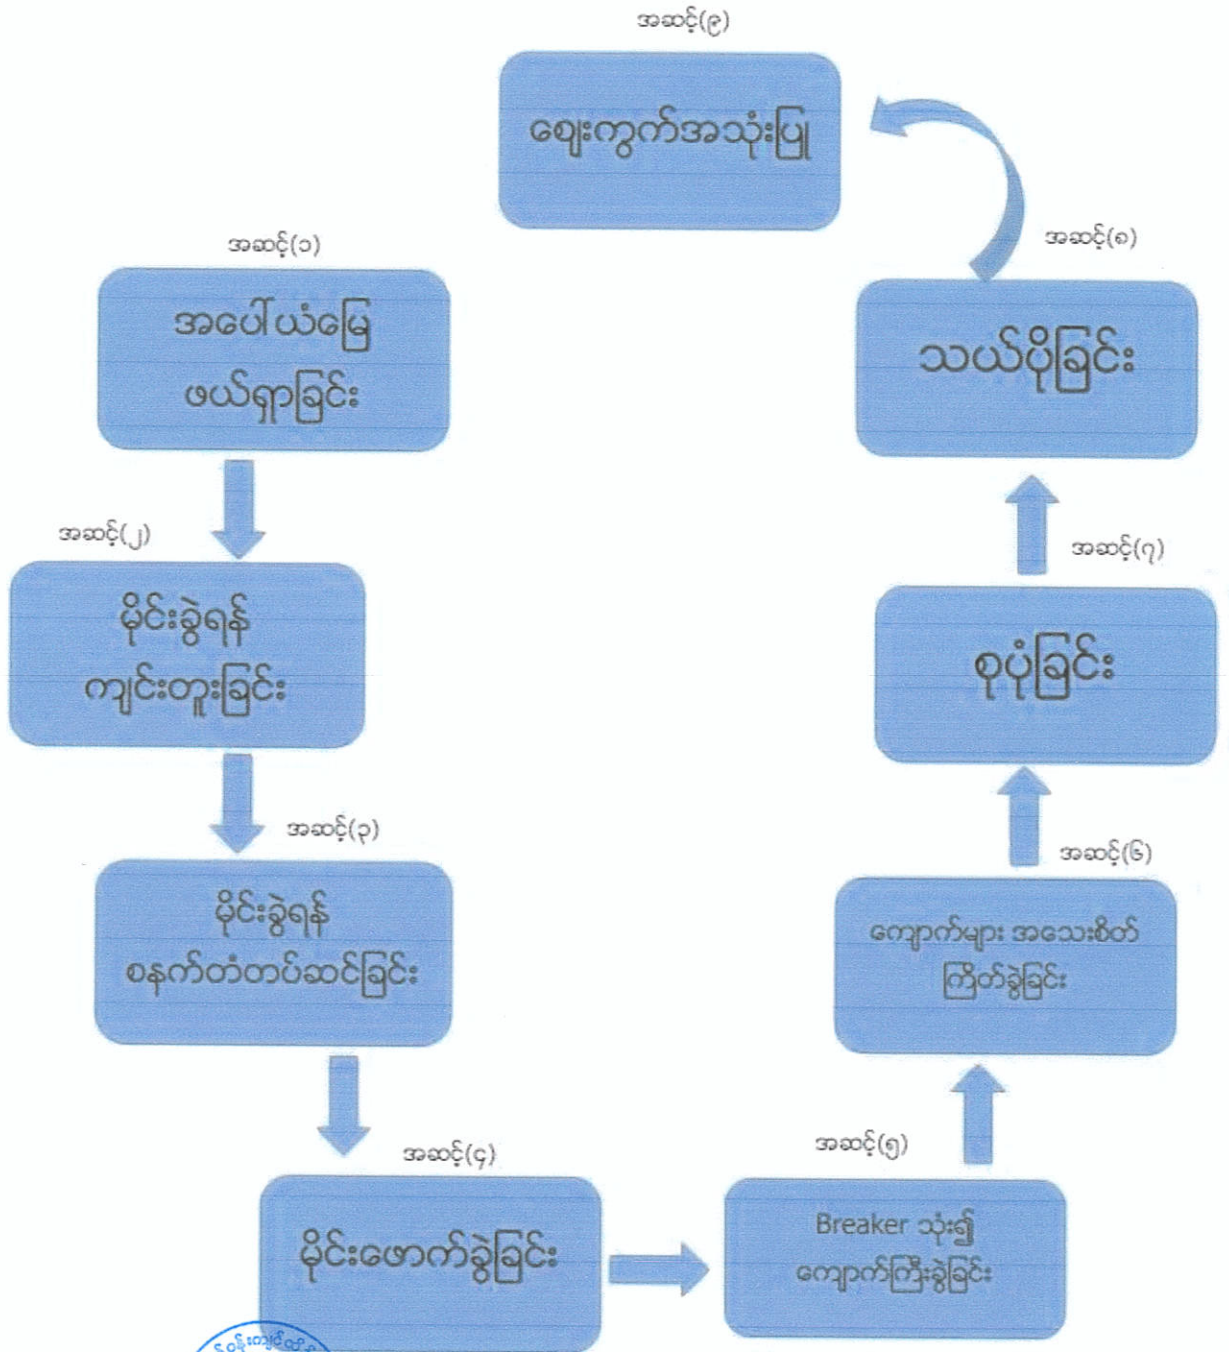 အဆင့်(၁)
အပေါ်ယံမြေ
ဖယ်ရှာခြင်း
အဆင့်(၂)
မိုင်းခွဲရန်
ကျင်းတူးခြင်း
အဆင့်(၃)
မိုင်းခွဲရန်
စနက်တံတပ်ဆင်ခြင်း
အဆင့်(၄)
မိုင်းဖောက်ခွဲခြင်း
အဆင့်(၅)
Breaker သုံး၍
ကျောက်ကြီးခွဲခြင်း
အဆင့်(၆)
ကျောက်များ အသေးစိတ်
ကြိတ်ခွဲခြင်း
အဆင့်(၇)
စုပုံခြင်း
အဆင့်(၈)
သယ်ပိုခြင်း
အဆင့်(၉)
ဈေးကွက်အသုံးပြု